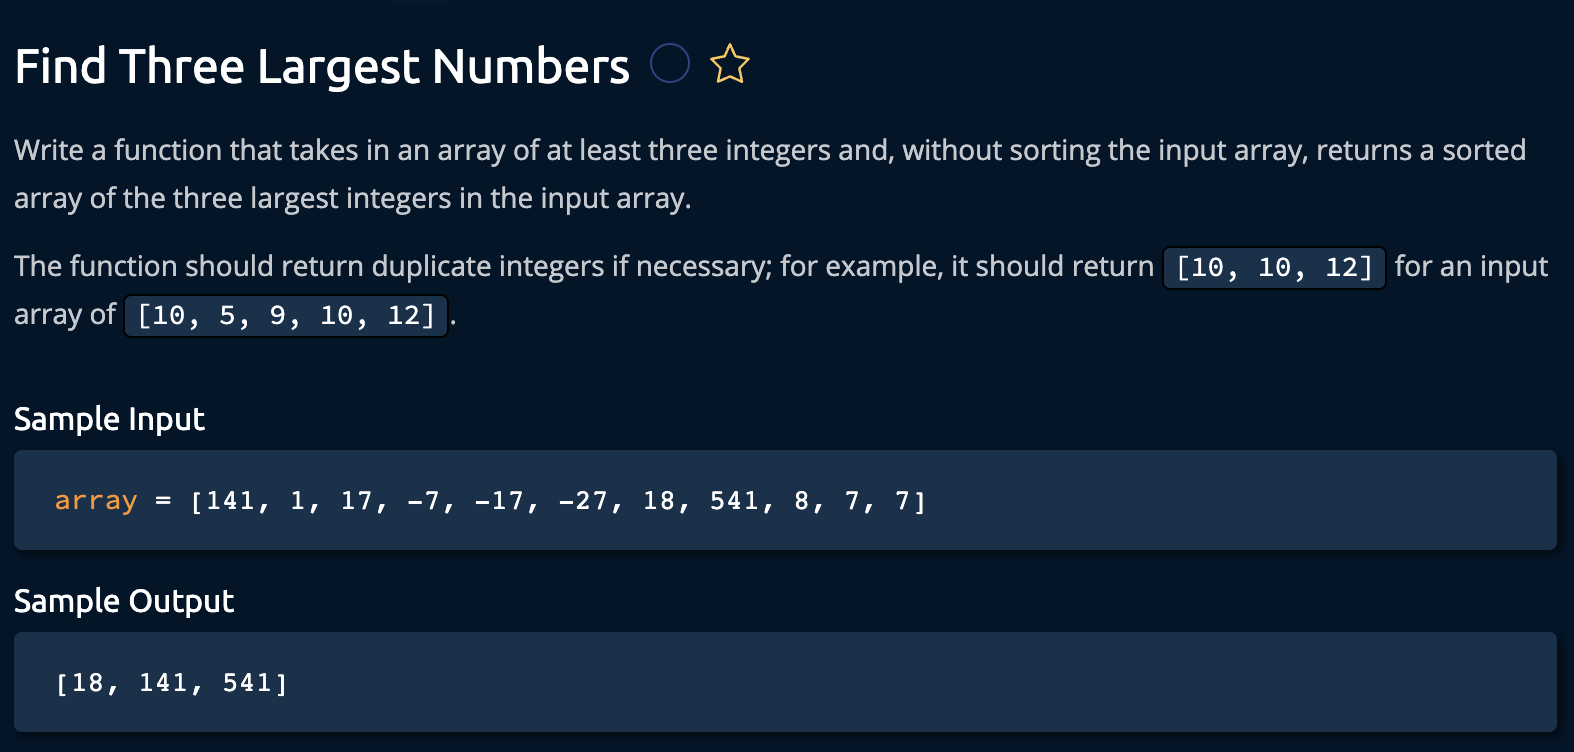 Find Three Largest Numbers
Write a function that takes in an array of at least three integers and, without sorting the input array, returns a sorted
array of the three largest integers in the input array.
The function should return duplicate integers if necessary; for example, it should return [10, 10, 12] for an input
array of [10, 5, 9, 10, 12].
Sample Input
array = [141, 1, 17, -7, -17, -27, 18, 541, 8, 7, 7]
Sample Output
[18, 141, 541]